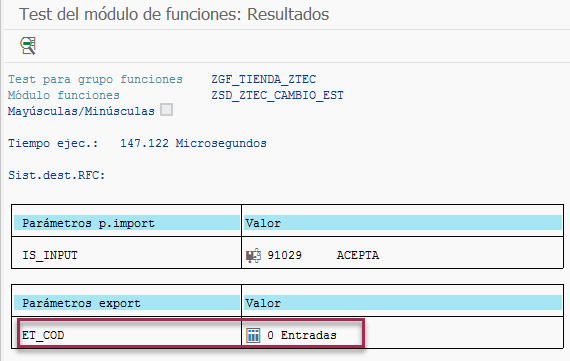 Test del módulo de funciones: Resultados
Test para grupo funciones ZGF_TIENDA_ZTEC
Módulo funciones ZSD_ZTEC_CAMBIO_EST
Mayúsculas/Minúsculas
Tiempo ejec.: 147.122 Microsegundos
Sist.dest.RFC:
Parámetros p.import Valor
IS_INPUT 91029 ACEPTA
Parámetros export Valor
ET_COD 0 Entradas